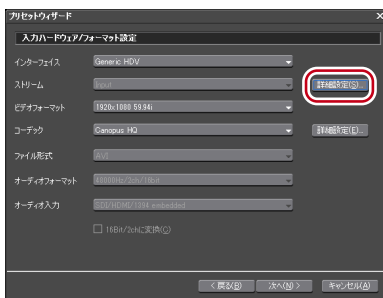 プリセットウィザード
入力ハードウェア/フォーマット設定
インターフェイス Generic HDV
ストリーム Input 詳細設定(S)...
ビデオフォーマット 1920x1080 59.94i
コーデック Canopus HQ 詳細設定(E)...
ファイル形式 AVI
オーディオフォーマット 48000Hz/2ch/16bit
オーディオ入力 SDI/HDMI/1394 embedded
16Bit/2chに変換(C)
< 戻る(B) 次へ(N) > キャンセル(A)